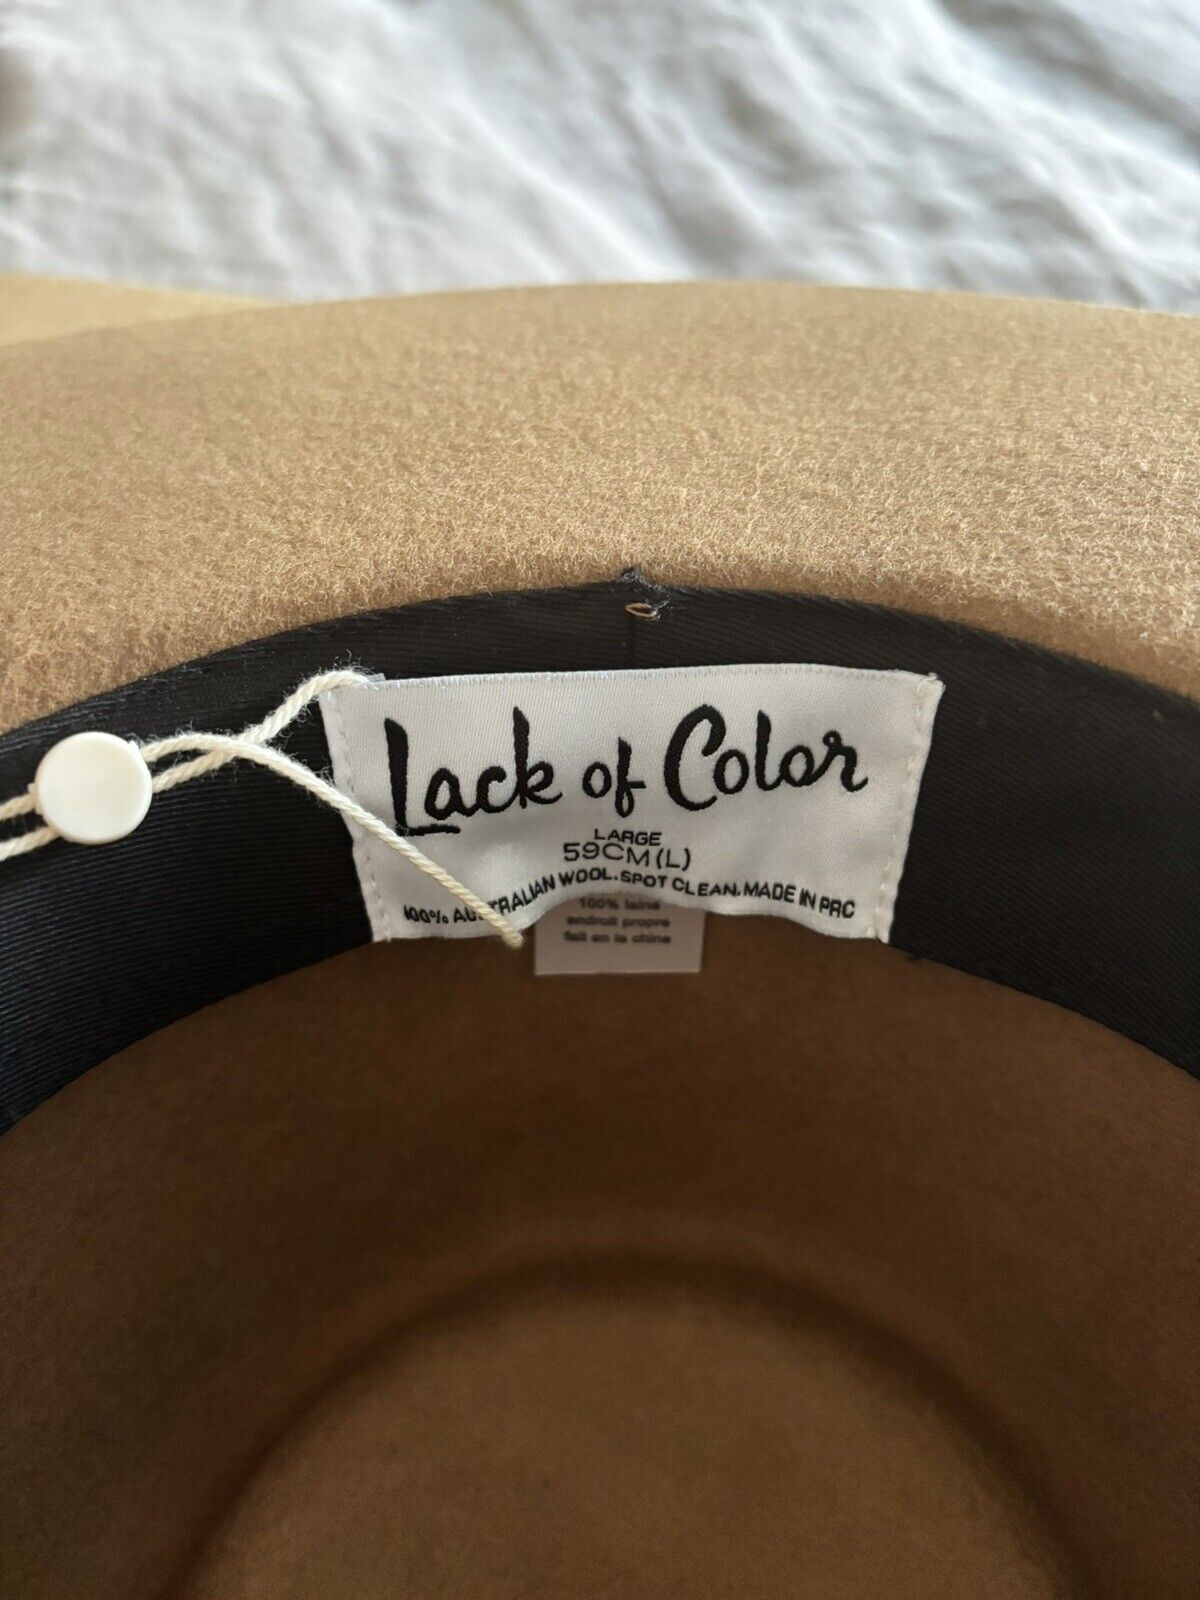 Lack of Color
LARGE
59CM (L)
100% AUSTRALIAN WOOL. SPOT CLEAN. MADE IN PRC
100% laine
endroit propre
fait en la chine